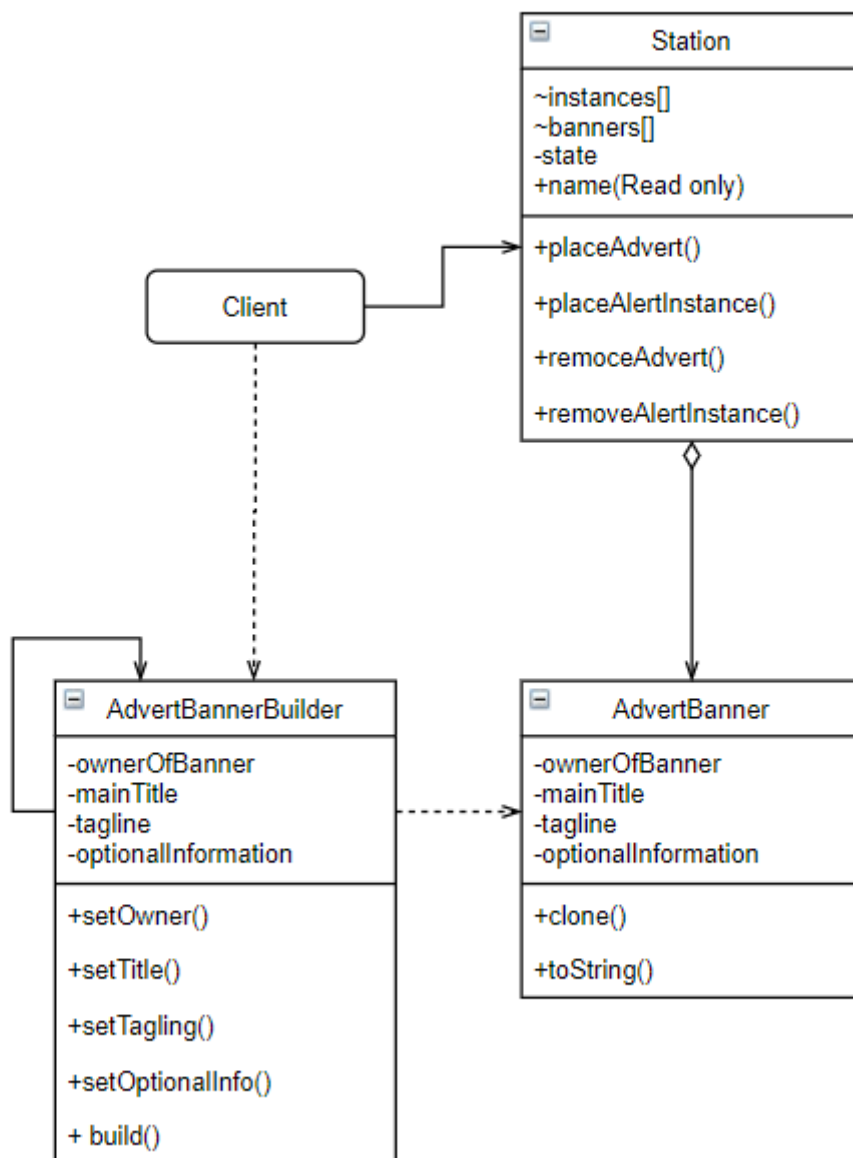 Station
~instances[]
~banners[]
-state
+name(Read only)
+placeAdvert()
+placeAlertInstance()
+remoceAdvert()
+removeAlertInstance()
Client
AdvertBannerBuilder
-ownerOfBanner
-mainTitle
-tagline
-optionalInformation
+setOwner()
+setTitle()
+setTagling()
+setOptionalInfo()
+ build()
AdvertBanner
-ownerOfBanner
-mainTitle
-tagline
-optionalInformation
+clone()
+toString()